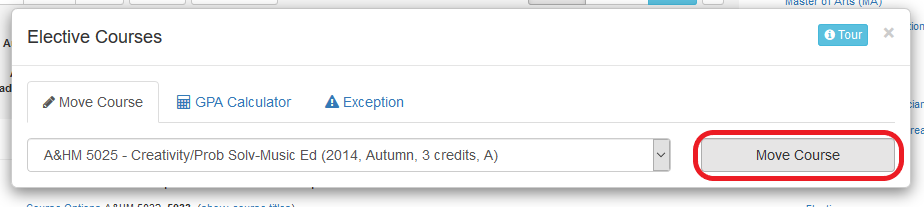 Master of Arts (MA)
Elective Courses
Tour
×
Move Course
GPA Calculator
Exception
A&HM 5025 - Creativity/Prob Solv-Music Ed (2014, Autumn, 3 credits, A)
Move Course